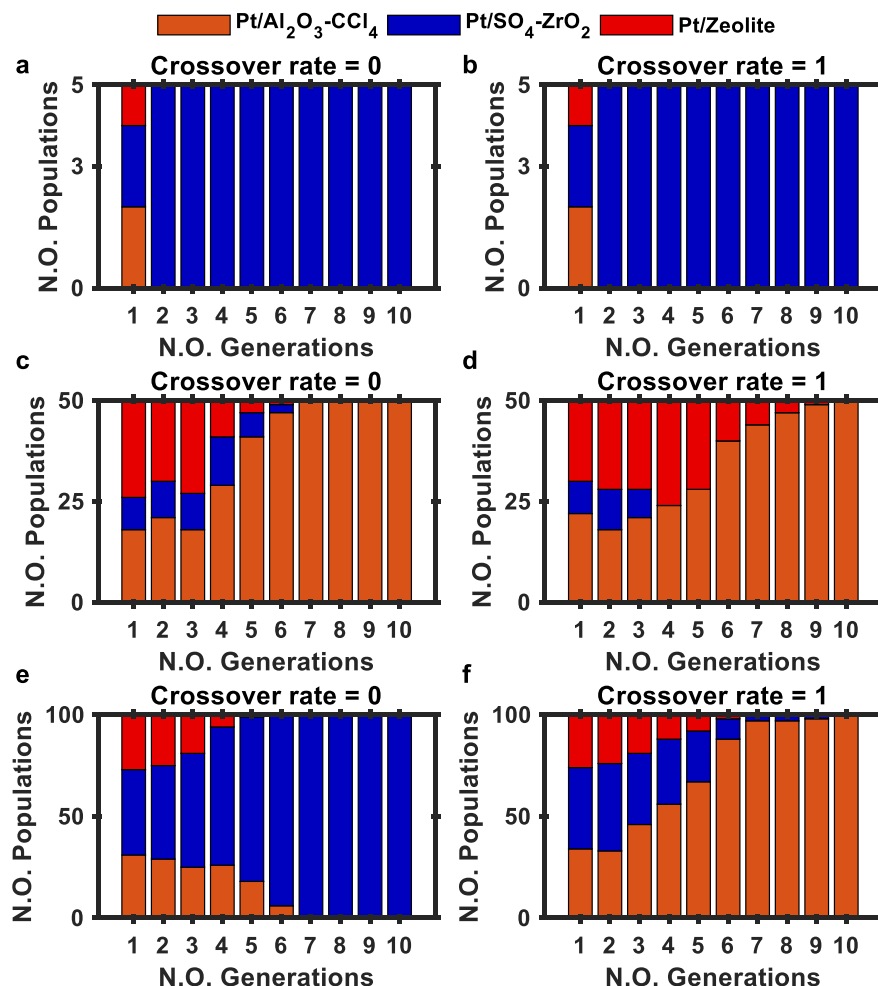 Pt/Al₂O₃-CCl₄ Pt/SO₄-ZrO₂ Pt/Zeolite
a
Crossover rate = 0
5
3
0
N.O. Populations
1 2 3 4 5 6 7 8 9 10
N.O. Generations
b
Crossover rate = 1
5
3
0
N.O. Populations
1 2 3 4 5 6 7 8 9 10
N.O. Generations
c
Crossover rate = 0
50
25
0
N.O. Populations
1 2 3 4 5 6 7 8 9 10
N.O. Generations
d
Crossover rate = 1
50
25
0
N.O. Populations
1 2 3 4 5 6 7 8 9 10
N.O. Generations
e
Crossover rate = 0
100
50
0
N.O. Populations
1 2 3 4 5 6 7 8 9 10
N.O. Generations
f
Crossover rate = 1
100
50
0
N.O. Populations
1 2 3 4 5 6 7 8 9 10
N.O. Generations